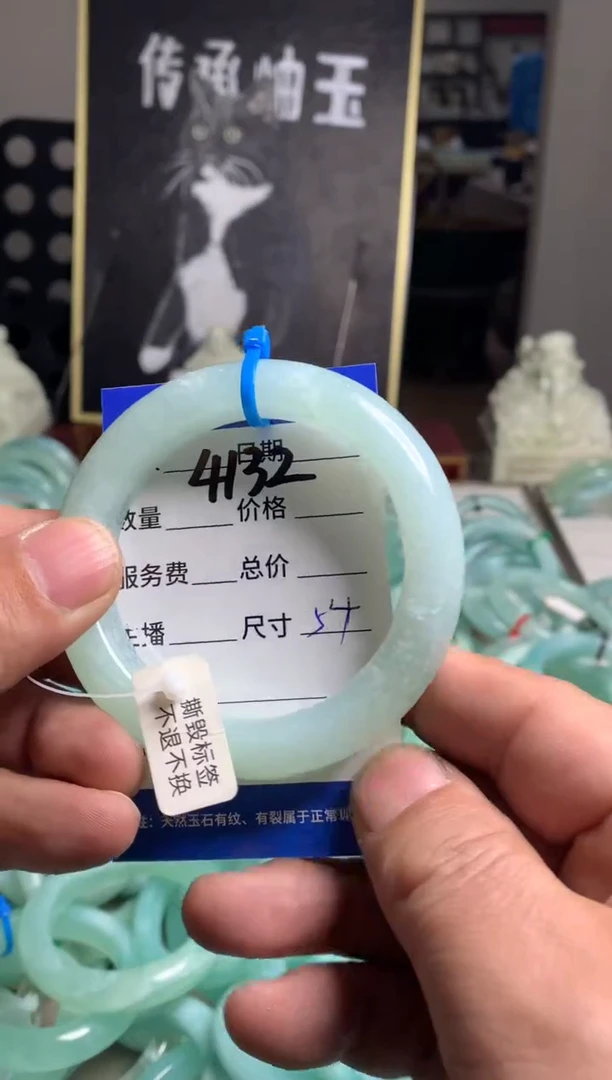 传承岫玉
日期
4132
数量 价格
服务费 总价
主播 尺寸 54
撕毁标签
不退不换
注：天然玉石有纹、有裂属于正常